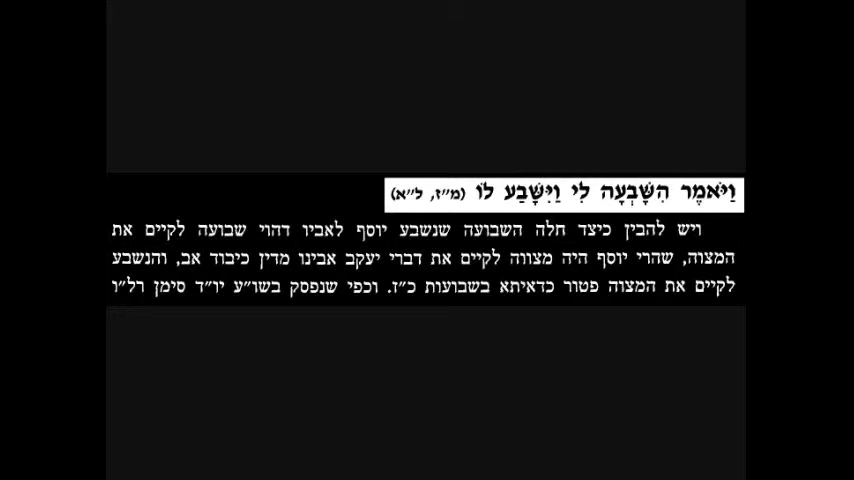 וַיֹּאמֶר הִשָּׁבְעָה לִי וַיִּשָּׁבַע לוֹ (מ״ז, ל״א)
ויש להבין כיצד חלה השבועה שנשבע יוסף לאביו דהוי שבועה לקיים את
המצוה, שהרי יוסף היה מצווה לקיים את דברי יעקב אבינו מדין כיבוד אב, והנשבע
לקיים את המצוה פטור כדאיתא בשבועות כ״ז. וכפי שנפסק בשו״ע יו״ד סימן רל״ו